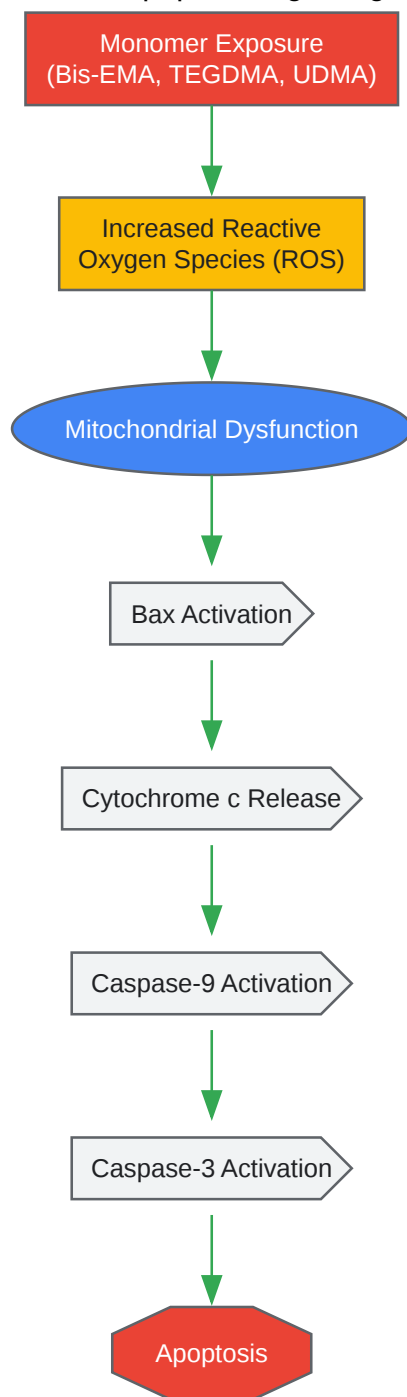 Monomer Exposure
(Bis-EMA, TEGDMA, UDMA)
Increased Reactive
Oxygen Species (ROS)
Mitochondrial Dysfunction
Bax Activation
Cytochrome c Release
Caspase-9 Activation
Caspase-3 Activation
Apoptosis